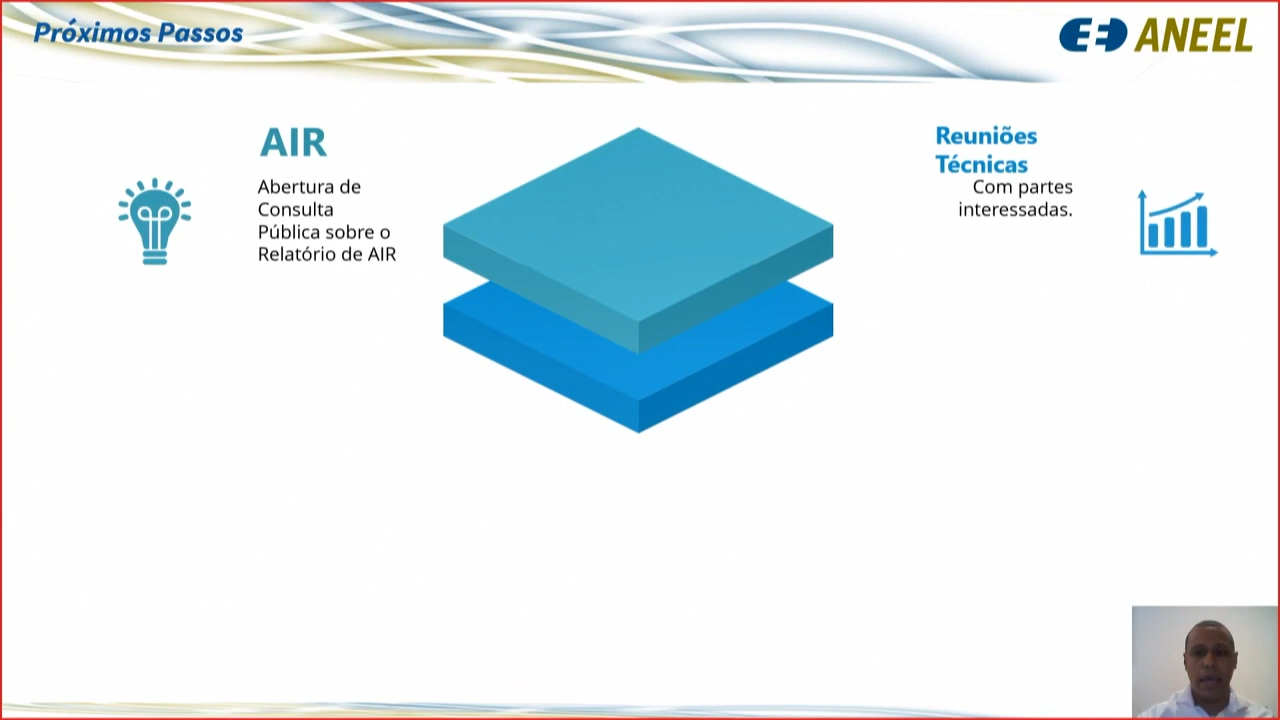 Próximos Passos
ANEEL
AIR
Abertura de
Consulta
Pública sobre o
Relatório de AIR
Reuniões
Técnicas
Com partes
interessadas.